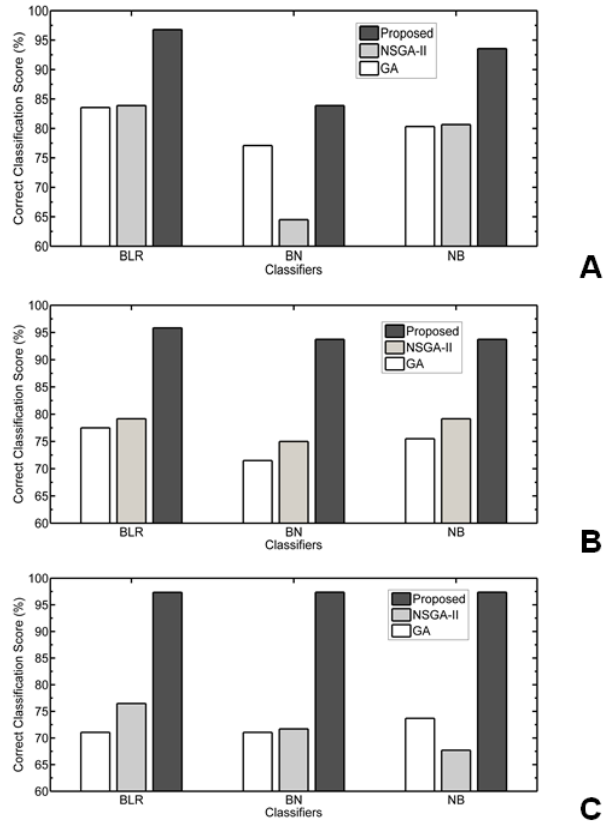 100
95
90
85
80
75
70
65
60
Correct Classification Score (%)
Proposed
NSGA-II
GA
BLR BN NB
Classifiers
A
100
95
90
85
80
75
70
65
60
Correct Classification Score (%)
Proposed
NSGA-II
GA
BLR BN NB
Classifiers
B
100
95
90
85
80
75
70
65
60
Correct Classification Score (%)
Proposed
NSGA-II
GA
BLR BN NB
Classifiers
C